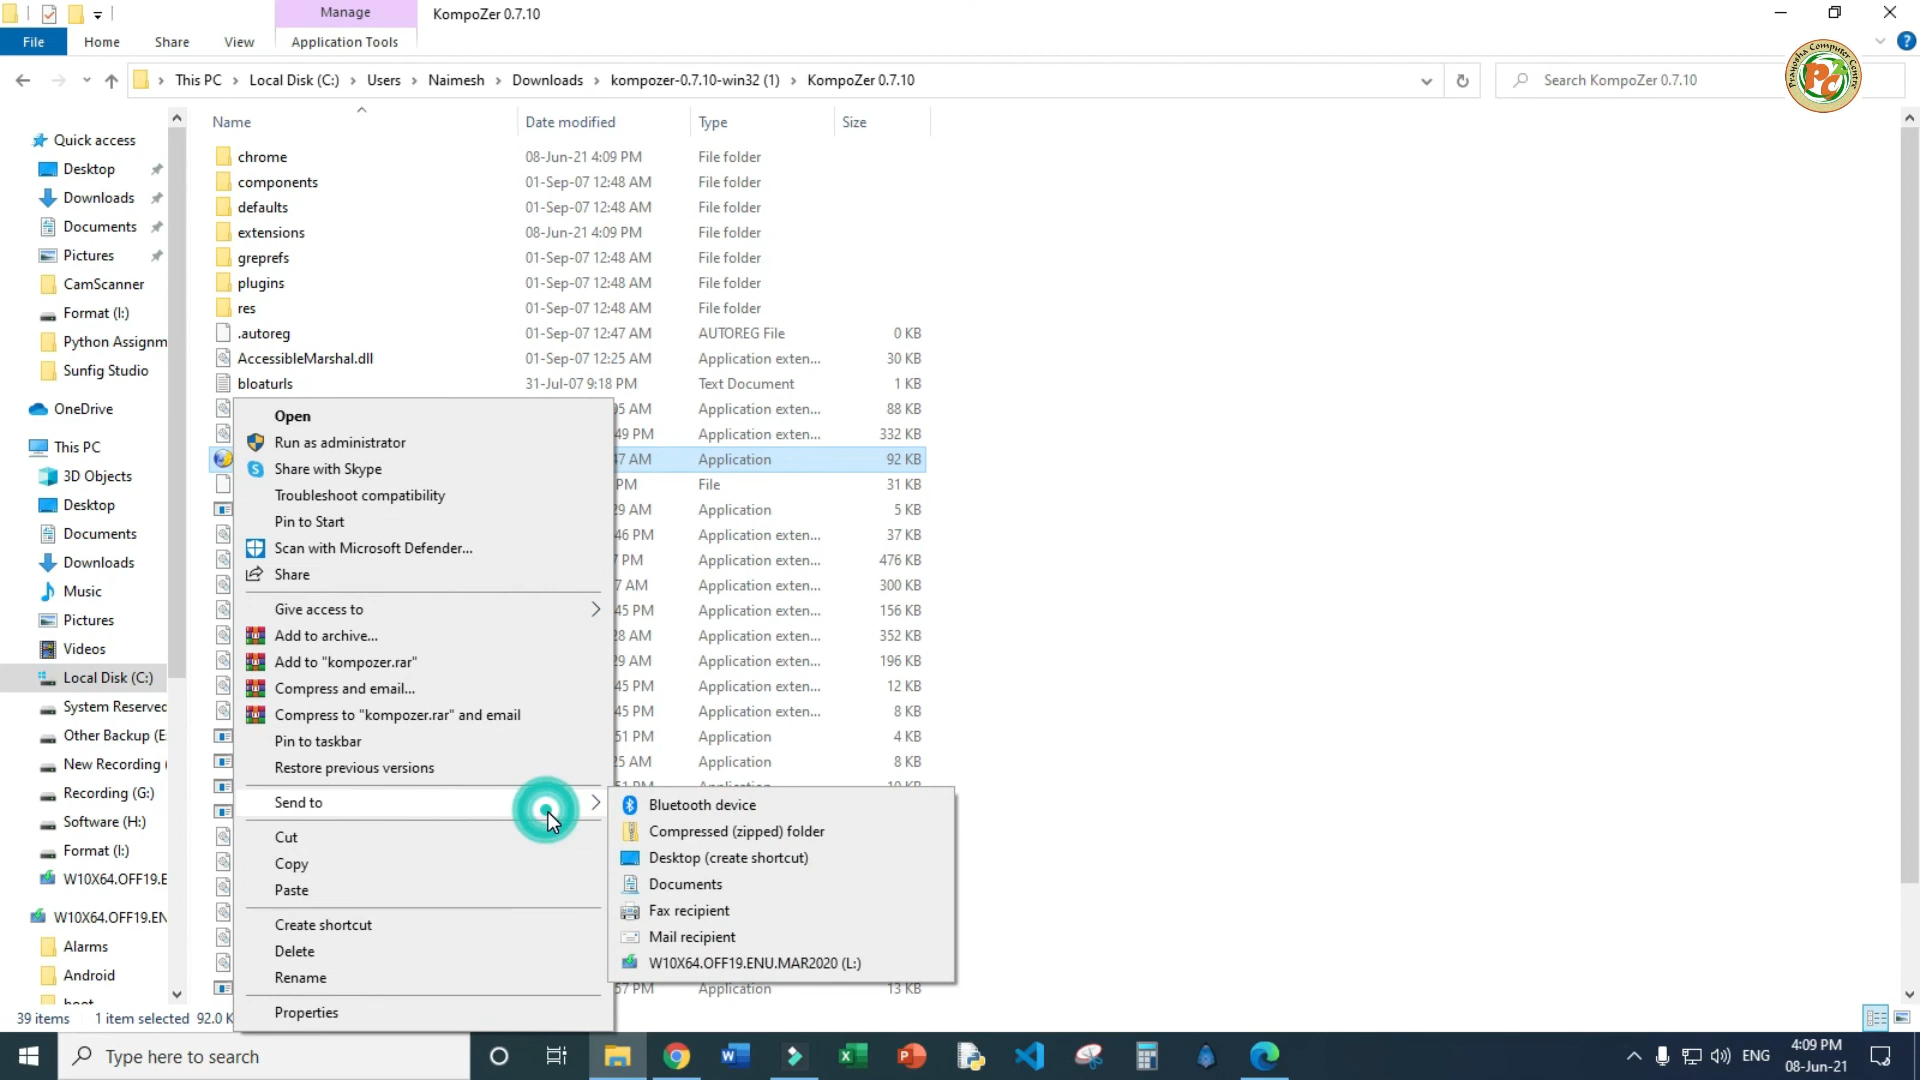 Manage
KompoZer 0.7.10
File
Home
Share
View
Application Tools
This PC
Local Disk (C:)
Users
Naimesh
Downloads
kompozer-0.7.10-win32 (1)
KompoZer 0.7.10
Search KompoZer 0.7.10
Prayosha Computer Centre
Name
Date modified
Type
Size
Quick access
Desktop
Downloads
Documents
Pictures
CamScanner
Format (I:)
Python Assignm
Sunfig Studio
OneDrive
This PC
3D Objects
Desktop
Documents
Downloads
Music
Pictures
Videos
Local Disk (C:)
System Reserved
Other Backup (E
New Recording (
Recording (G:)
Software (H:)
Format (I:)
W10X64.OFF19.E
W10X64.OFF19.EN
Alarms
Android
boot
chrome 08-Jun-21 4:09 PM File folder
components 01-Sep-07 12:48 AM File folder
defaults 01-Sep-07 12:48 AM File folder
extensions 08-Jun-21 4:09 PM File folder
greprefs 01-Sep-07 12:48 AM File folder
plugins 01-Sep-07 12:48 AM File folder
res 01-Sep-07 12:48 AM File folder
.autoreg 01-Sep-07 12:47 AM AUTOREG File 0 KB
AccessibleMarshal.dll 01-Sep-07 12:25 AM Application exten... 30 KB
bloaturls 31-Jul-07 9:18 PM Text Document 1 KB
05 AM Application exten... 88 KB
49 PM Application exten... 332 KB
47 AM Application 92 KB
PM File 31 KB
29 AM Application 5 KB
46 PM Application exten... 37 KB
7 PM Application exten... 476 KB
7 AM Application exten... 300 KB
45 PM Application exten... 156 KB
28 AM Application exten... 352 KB
29 AM Application exten... 196 KB
45 PM Application exten... 12 KB
45 PM Application exten... 8 KB
51 PM Application 4 KB
25 AM Application 8 KB
57 PM Application 13 KB
Open
Run as administrator
Share with Skype
Troubleshoot compatibility
Pin to Start
Scan with Microsoft Defender...
Share
Give access to
Add to archive...
Add to "kompozer.rar"
Compress and email...
Compress to "kompozer.rar" and email
Pin to taskbar
Restore previous versions
Send to
Cut
Copy
Paste
Create shortcut
Delete
Rename
Properties
Bluetooth device
Compressed (zipped) folder
Desktop (create shortcut)
Documents
Fax recipient
Mail recipient
W10X64.OFF19.ENU.MAR2020 (L:)
39 items
1 item selected 92.0 K
Type here to search
ENG
4:09 PM
08-Jun-21